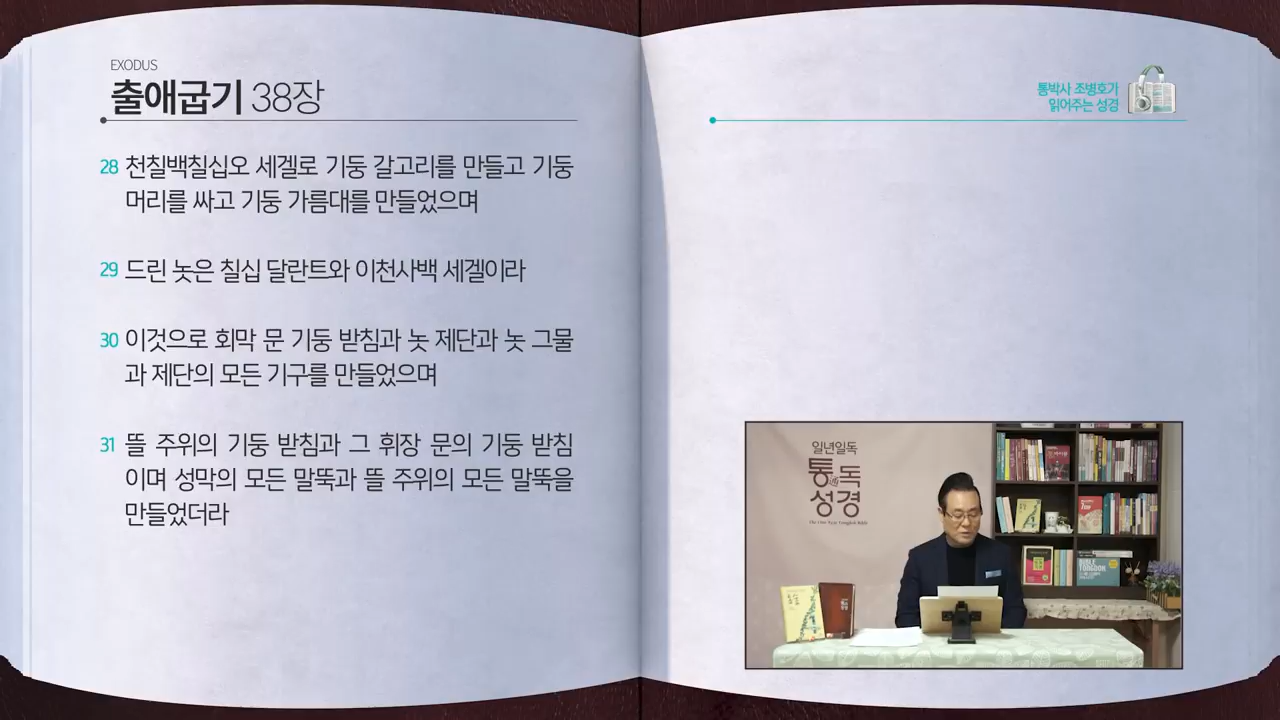 EXODUS
출애굽기 38장
28 천칠백칠십오 세겔로 기둥 갈고리를 만들고 기둥
머리를 싸고 기둥 가름대를 만들었으며
29 드린 놋은 칠십 달란트와 이천사백 세겔이라
30 이것으로 회막 문 기둥 받침과 놋 제단과 놋 그물
과 제단의 모든 기구를 만들었으며
31 뜰 주위의 기둥 받침과 그 휘장 문의 기둥 받침
이며 성막의 모든 말뚝과 뜰 주위의 모든 말뚝을
만들었더라
통박사 조병호가
읽어주는 성경
일년일독
통독
성경
The One Year Tongdok Bible
BIBLE
TONGDOK